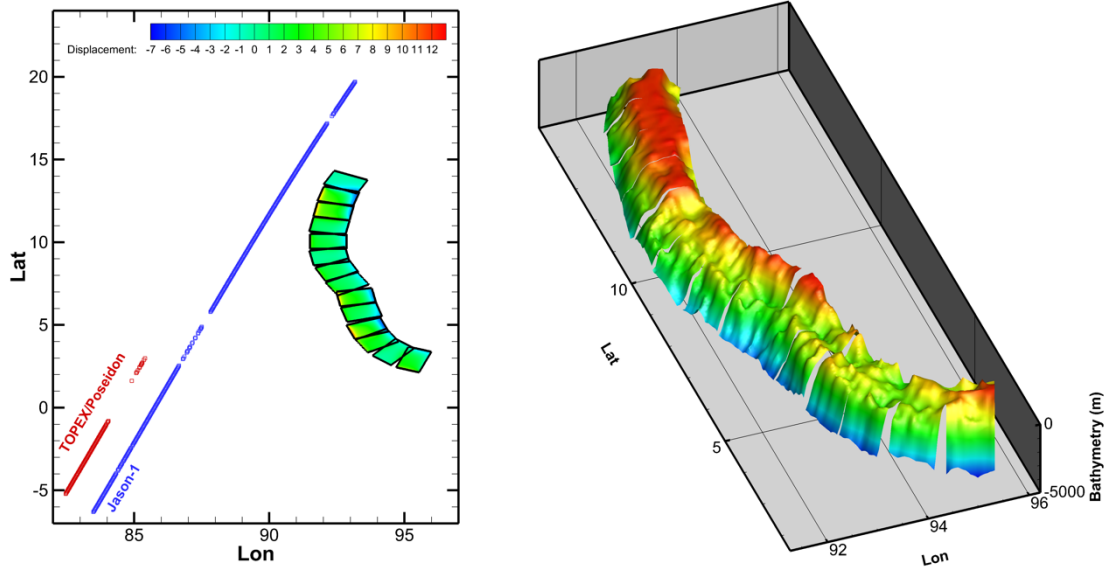 Displacement: -7 -6 -5 -4 -3 -2 -1 0 1 2 3 4 5 6 7 8 9 10 11 12
20
15
10
5
0
-5
Lat
TOPEX/Poseidon
Jason-1
85 90 95
Lon
10
5
Lat
92
94
96
Lon
0
-5000
Bathymetry (m)